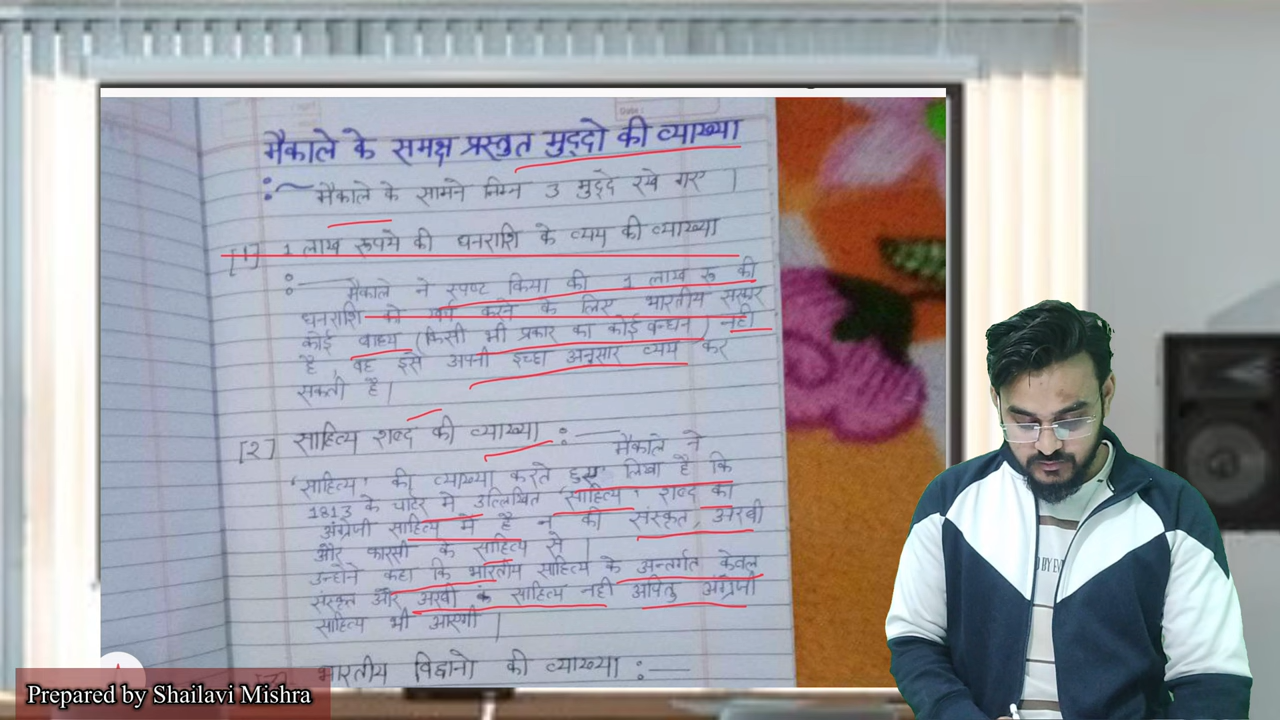 मैकाले के समक्ष प्रस्तुत मुद्दो की व्याख्या
:~ मैकाले के सामने निम्न 3 मुद्दे रखे गए |
[1] 1 लाख रूपये की धनराशि के व्यय की व्याख्या
:— मैकाले ने स्पष्ट किया की 1 लाख रू की
धनराशि को खर्च करने के लिए भारतीय सरकार
कोई बाध्य (किसी भी प्रकार का कोई बन्धन) नही
है, वह इसे अपनी इच्छा अनुसार व्यय कर
सकती है |
[2] साहित्य शब्द की व्याख्या :— मैकाले ने
'साहित्य' की व्याख्या करते हुए लिखा है कि
1813 के चार्टर मे उल्लिखित 'साहित्य' शब्द का
अंग्रेजी साहित्य में है न की संस्कृत, अरबी
और फारसी के साहित्य से |
उन्होने कहा कि भारतीय साहित्य के अन्तर्गत केवल
संस्कृत और अरबी के साहित्य नही अपितु अंग्रेजी
साहित्य भी आएगी |
भारतीय विद्वानो की व्याख्या :—
Prepared by Shailavi Mishra